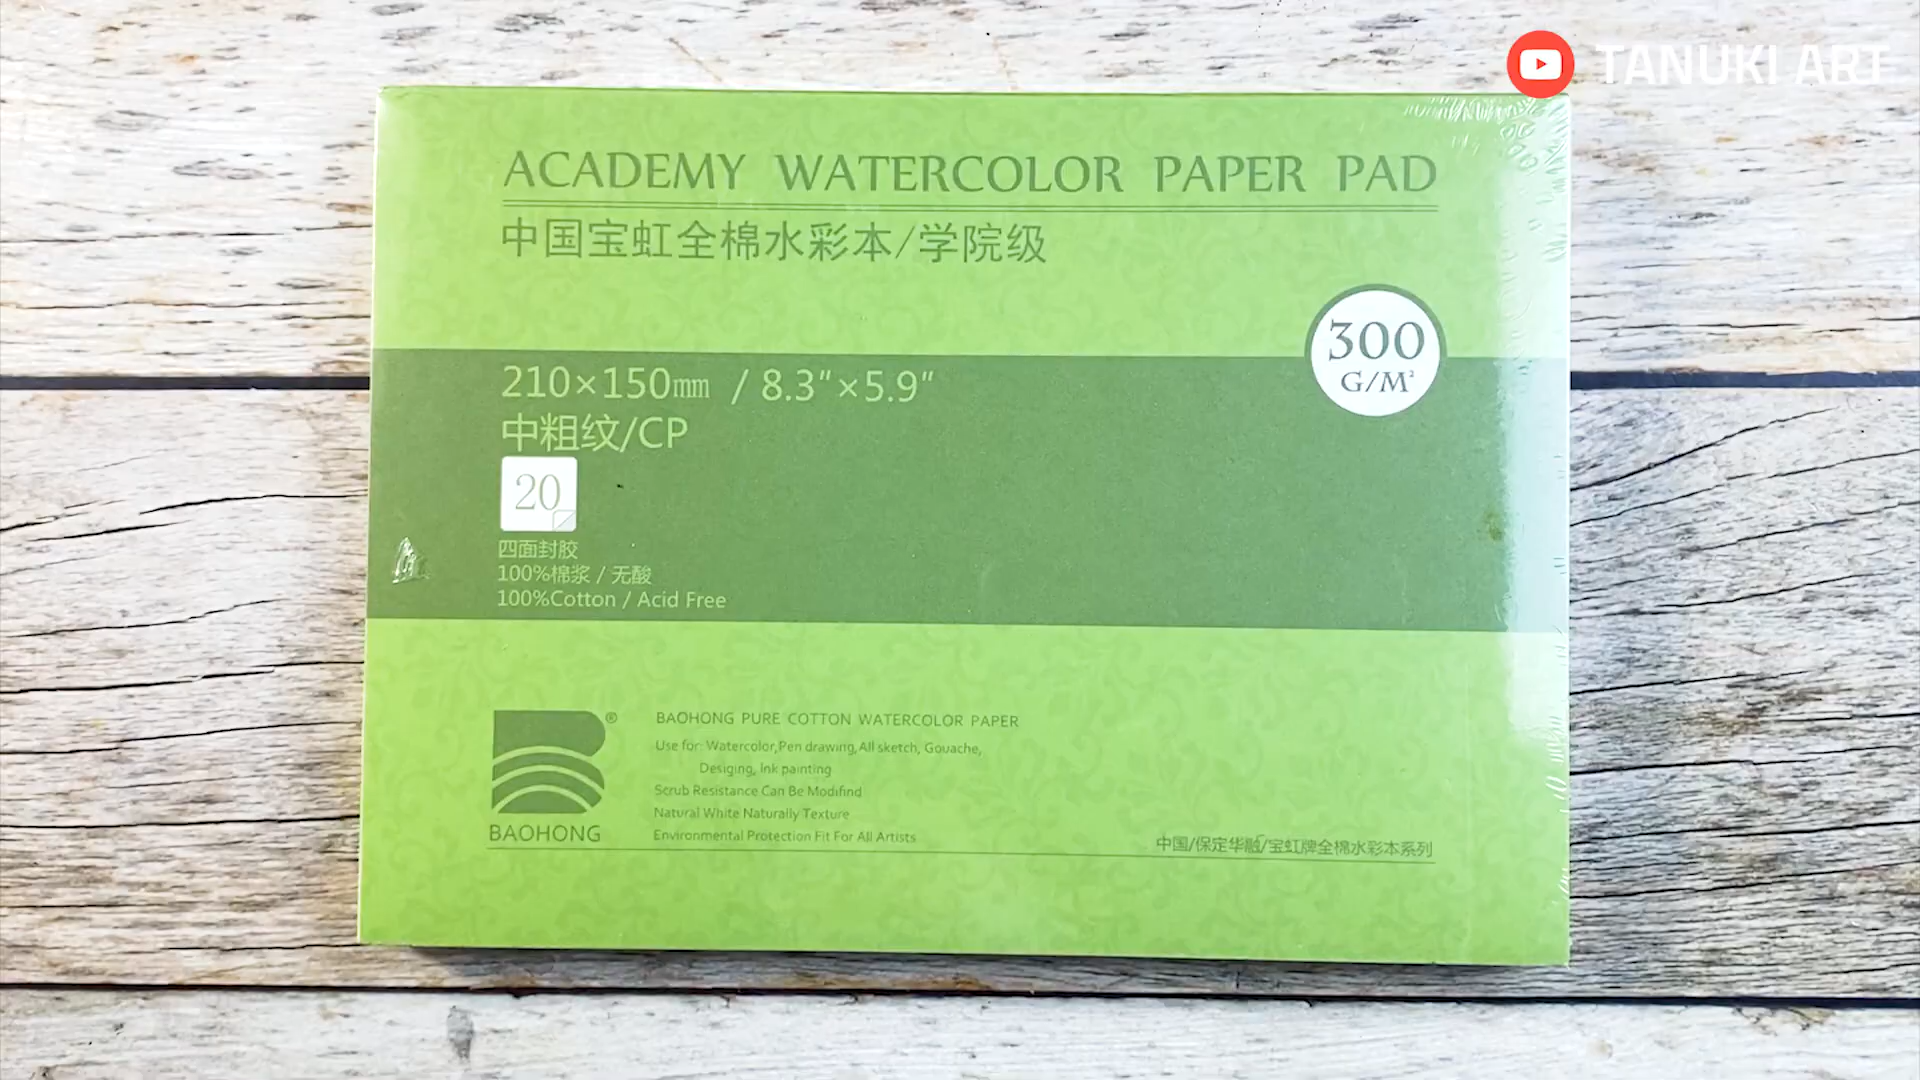 TANUKI ART
ACADEMY WATERCOLOR PAPER PAD
中国宝虹全棉水彩本/学院级
300
G/M²
210×150mm / 8.3"×5.9"
中粗纹/CP
20
四面封胶
100%棉浆 / 无酸
100%Cotton / Acid Free
BAOHONG PURE COTTON WATERCOLOR PAPER
Use for: Watercolor,Pen drawing,All sketch, Gouache,
Desiging, Ink painting
Scrub Resistance Can Be Modifind
Natural White Naturally Texture
Environmental Protection Fit For All Artists
®
BAOHONG
中国/保定华融/宝虹牌全棉水彩本系列